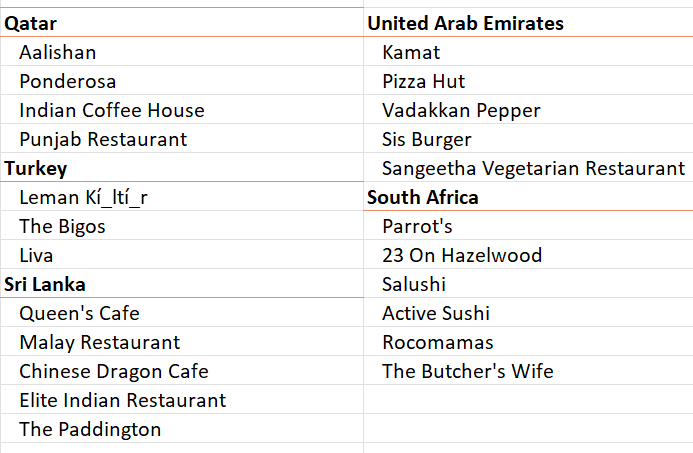 Qatar
Aalishan
Ponderosa
Indian Coffee House
Punjab Restaurant
Turkey
Leman Kí_ltí_r
The Bigos
Liva
Sri Lanka
Queen's Cafe
Malay Restaurant
Chinese Dragon Cafe
Elite Indian Restaurant
The Paddington
United Arab Emirates
Kamat
Pizza Hut
Vadakkan Pepper
Sis Burger
Sangeetha Vegetarian Restaurant
South Africa
Parrot's
23 On Hazelwood
Salushi
Active Sushi
Rocomamas
The Butcher's Wife